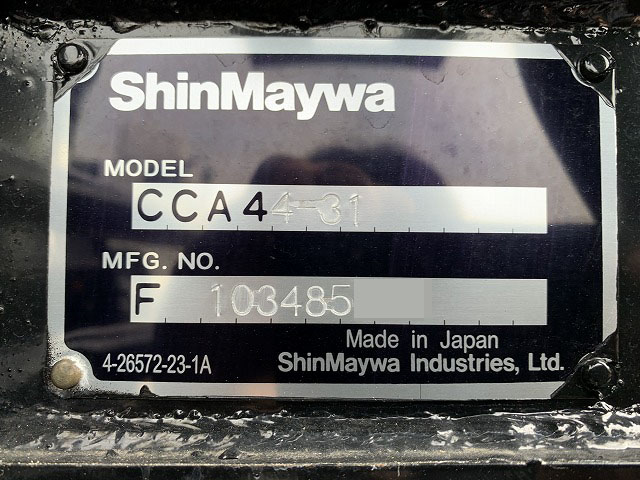 ShinMaywa
MODEL
CCA44-31
MFG. NO.
F 103485
Made in Japan
4-26572-23-1A
ShinMaywa Industries, Ltd.